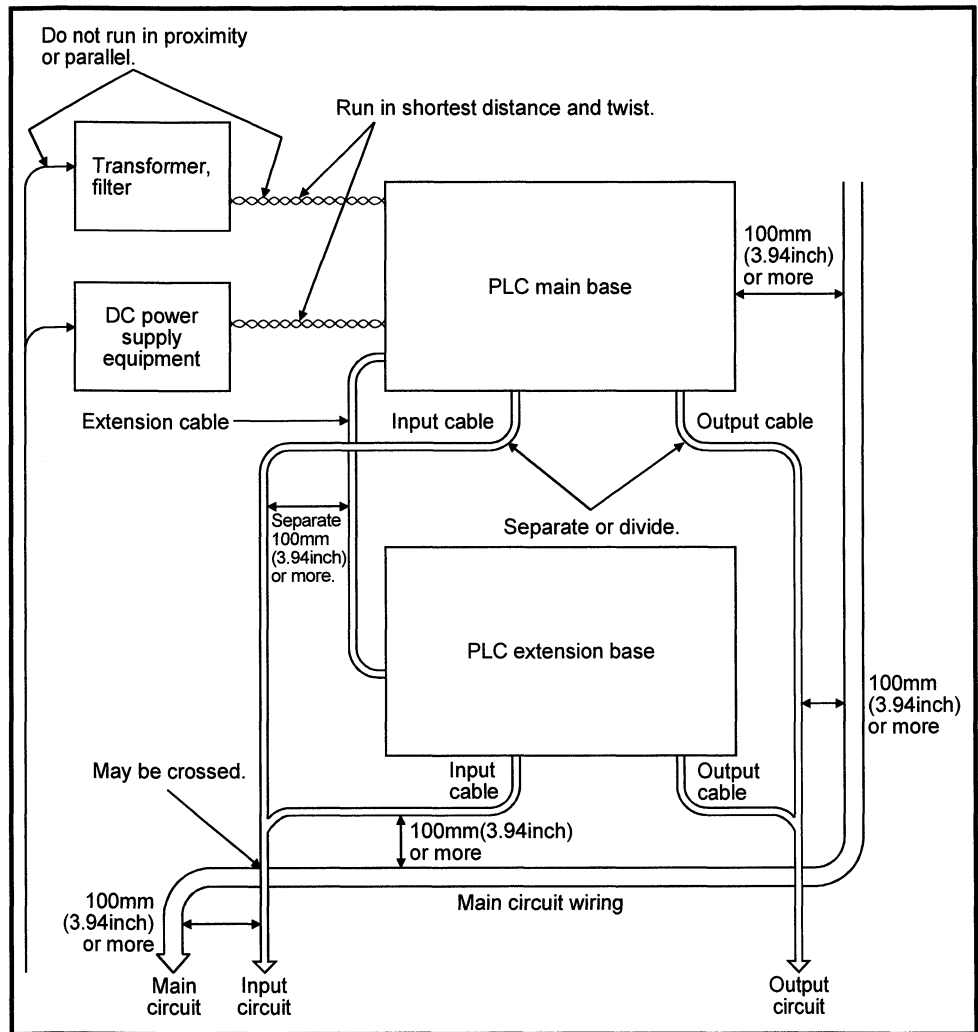 Do not run in proximity
or parallel.
Run in shortest distance and twist.
Transformer,
filter
100mm
(3.94inch)
or more
PLC main base
DC power
supply
equipment
Extension cable
Input cable
Output cable
Separate
100mm
(3.94inch)
or more.
Separate or divide.
PLC extension base
100mm
(3.94inch)
or more
May be crossed.
Input
cable
Output
cable
100mm(3.94inch)
or more
100mm
(3.94inch)
or more
Main circuit wiring
Main
circuit
Input
circuit
Output
circuit